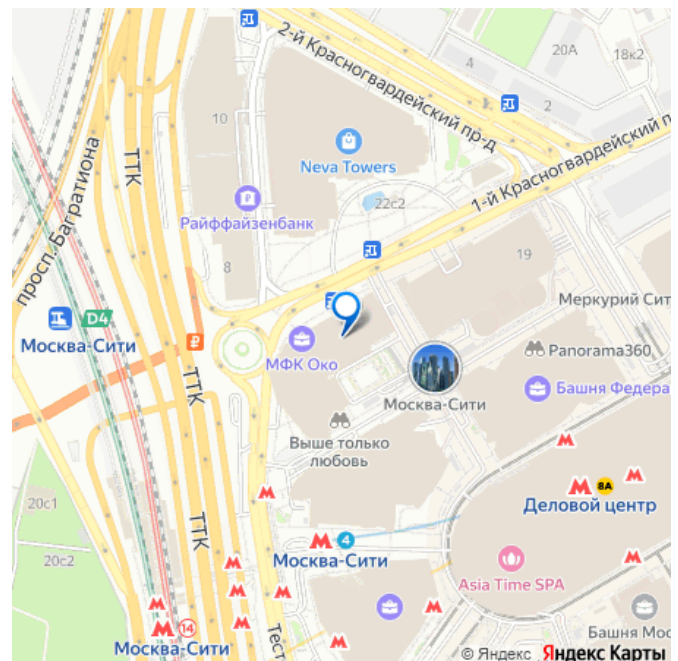 2-й Красногвардейский пр-д
4
20А
18к2
2
10
Neva Towers
1-й Красногвардейский п
просп. Багратиона
ТТК
Райффайзенбанк
22с2
8
19
D4
Москва-Сити
₽
МФК Око
Меркурий Сит
Panorama360
Башня Федера
Москва-Сити
ТТК
Выше только
любовь
8А
Деловой центр
20с1
ТТК
4
Москва-Сити
20с2
Asia Time SPA
14
Москва-Сити
Тест
Башня Мос
© Яндекс Яндекс Карты